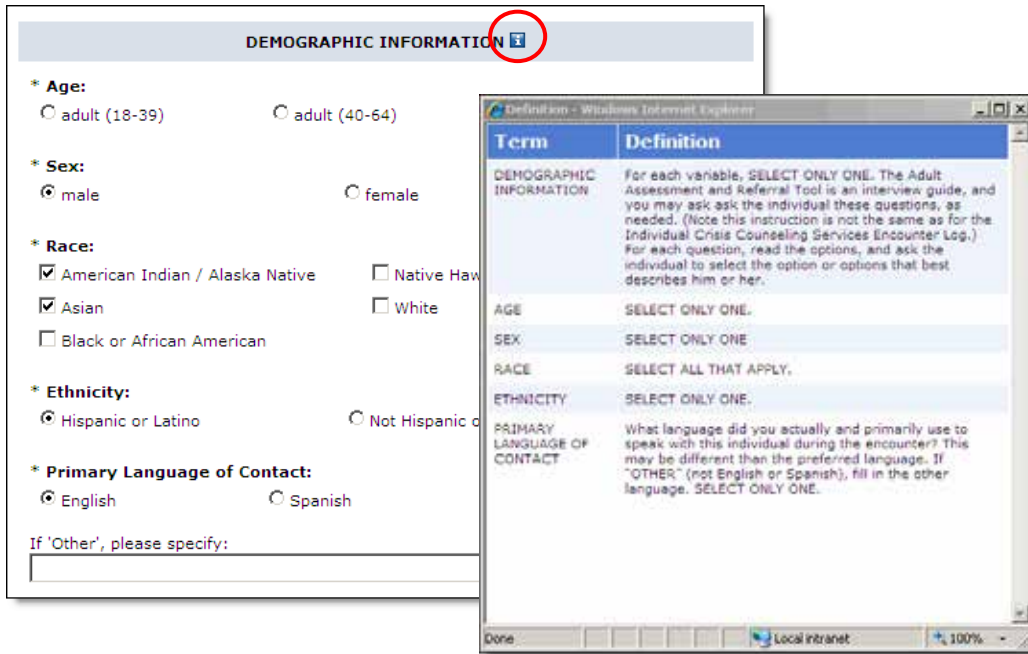 DEMOGRAPHIC INFORMATION
* Age:
adult (18-39) adult (40-64)
* Sex:
male female
* Race:
American Indian / Alaska Native Native Haw
Asian White
Black or African American
* Ethnicity:
Hispanic or Latino Not Hispanic o
* Primary Language of Contact:
English Spanish
If 'Other', please specify:
Definition - Windows Internet Explorer
Term Definition
DEMOGRAPHIC
INFORMATION
For each variable, SELECT ONLY ONE. The Adult
Assessment and Referral Tool is an interview guide, and
you may ask ask the individual these questions, as
needed. (Note this instruction is not the same as for the
Individual Crisis Counseling Services Encounter Log.)
For each question, read the options, and ask the
individual to select the option or options that best
describes him or her.
AGE SELECT ONLY ONE.
SEX SELECT ONLY ONE
RACE SELECT ALL THAT APPLY.
ETHNICITY SELECT ONLY ONE.
PRIMARY
LANGUAGE OF
CONTACT
What language did you actually and primarily use to
speak with this individual during the encounter? This
may be different than the preferred language. If
"OTHER" (not English or Spanish), fill in the other
language. SELECT ONLY ONE.
Done Local intranet 100%